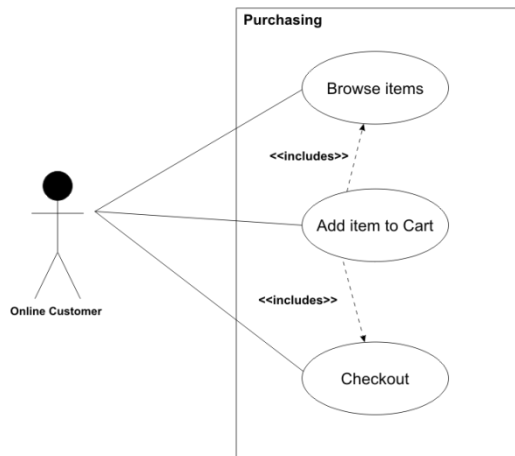 Purchasing
Browse items
<<includes>>
Add item to Cart
<<includes>>
Online Customer
Checkout